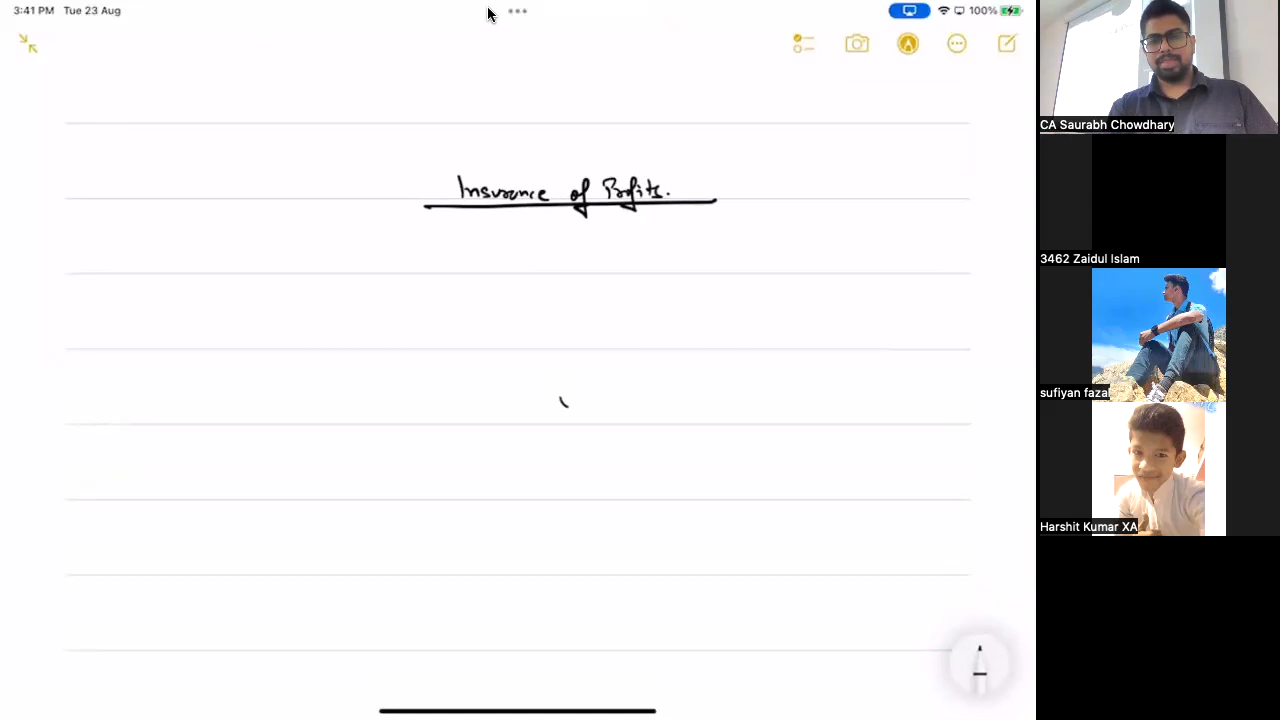 3:41 PM Tue 23 Aug
100%
Insurance of Profits.
CA Saurabh Chowdhary
3462 Zaidul Islam
sufiyan fazal
Harshit Kumar XA